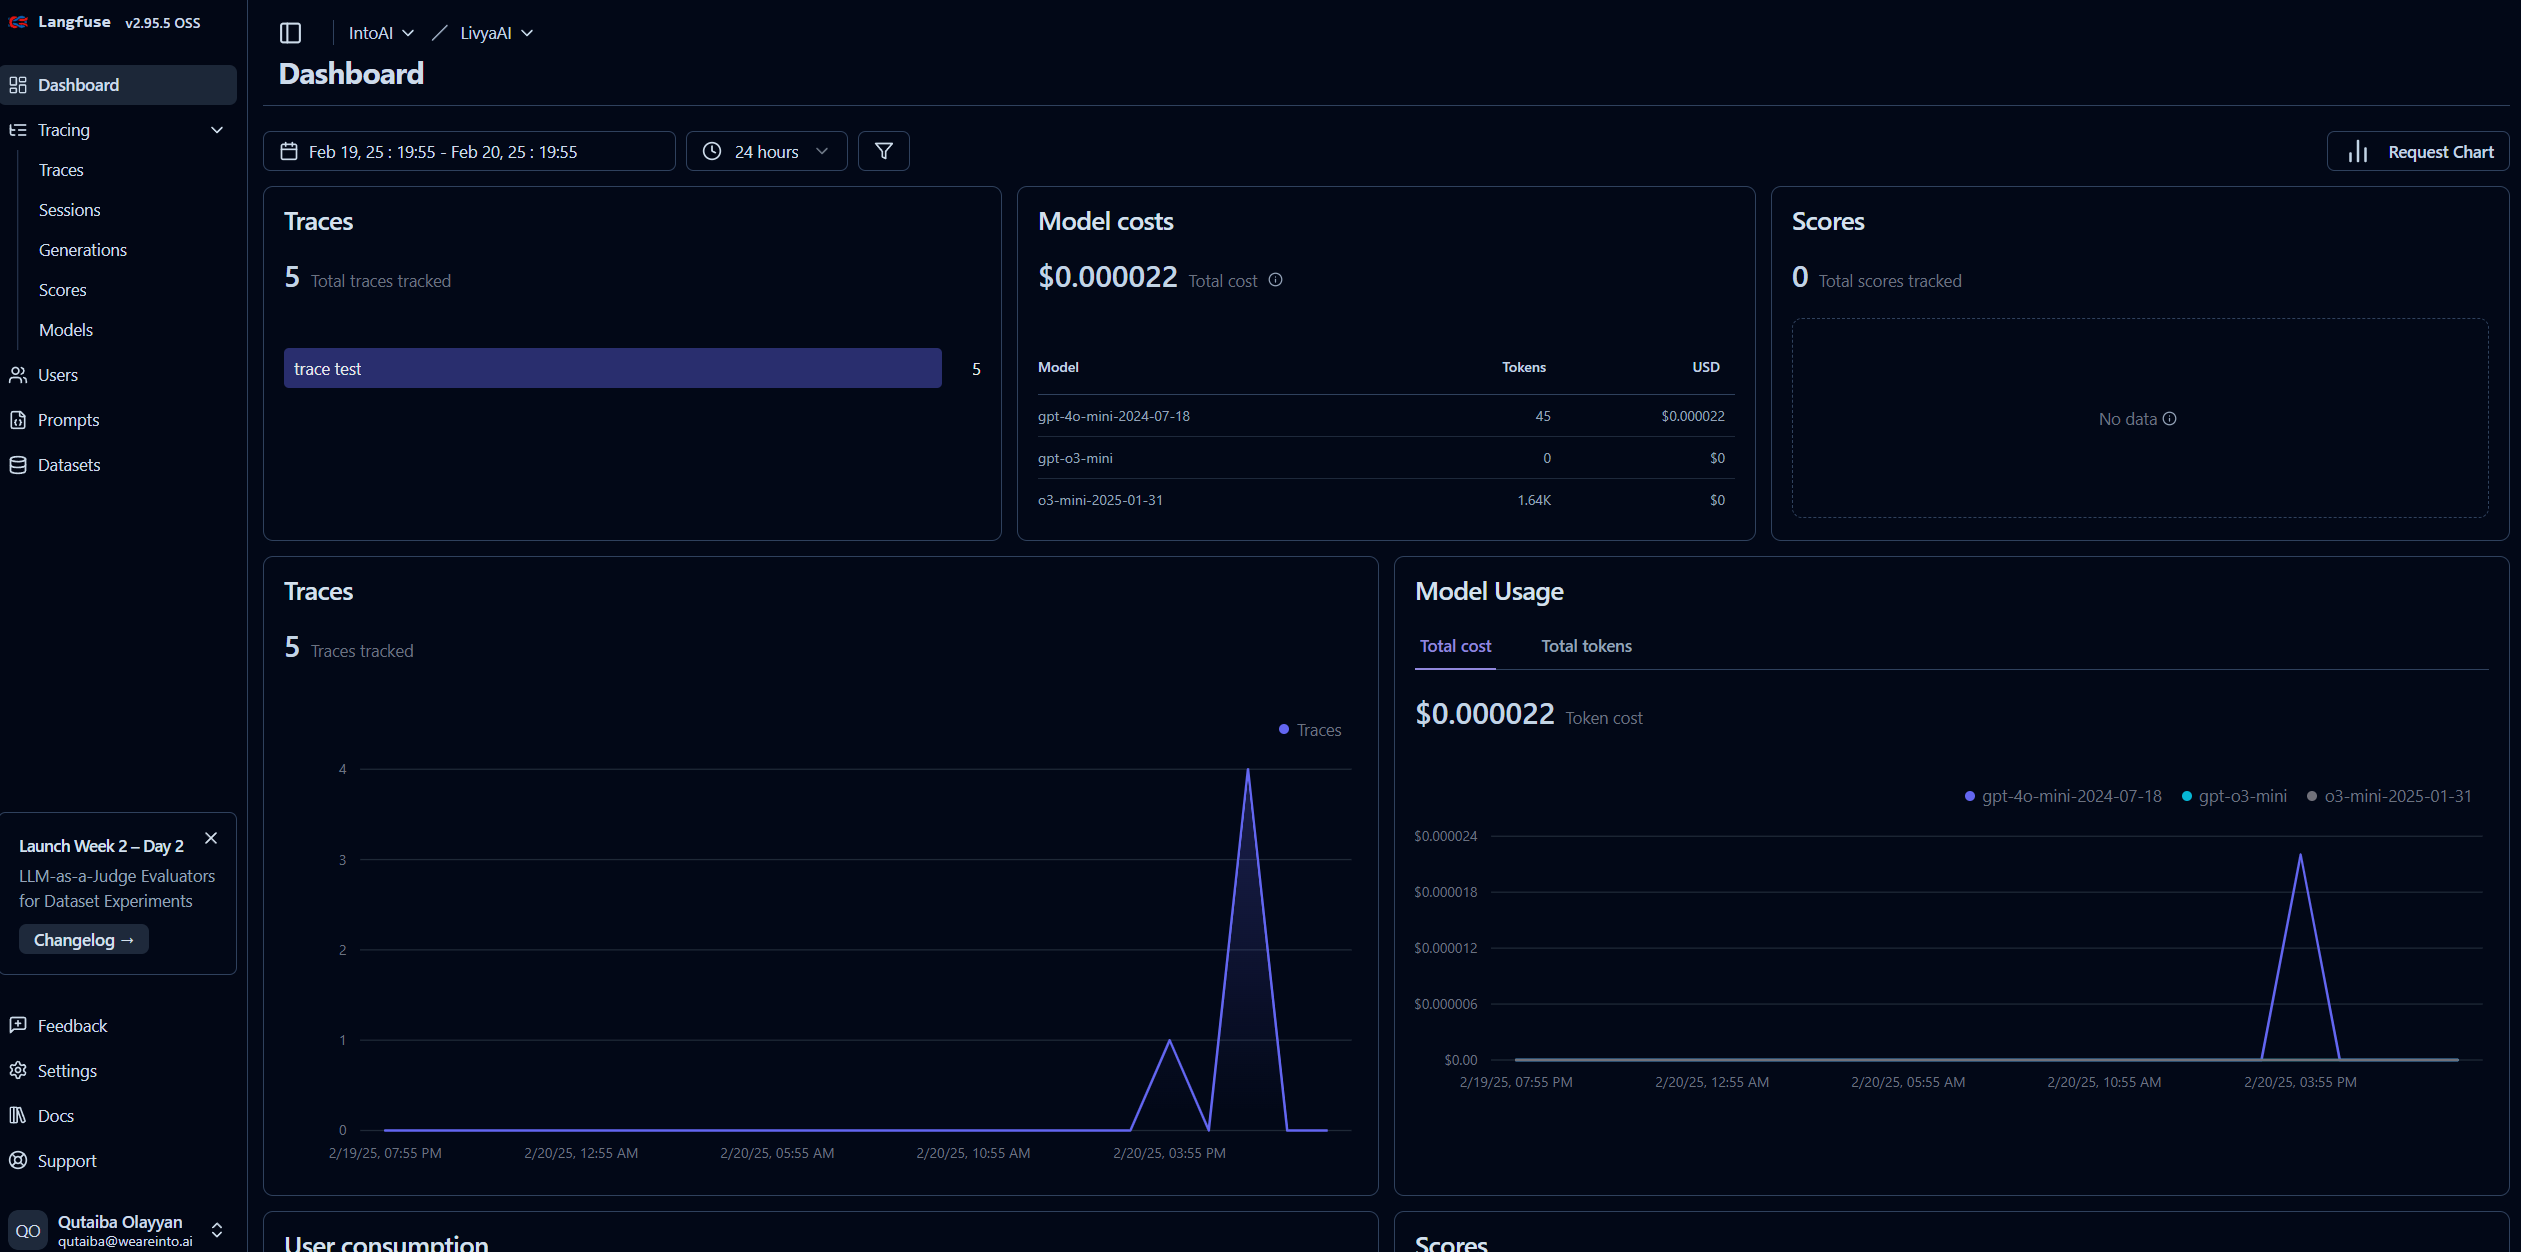 Langfuse v2.95.5 OSS
Dashboard
Tracing
Traces
Sessions
Generations
Scores
Models
Users
Prompts
Datasets
Launch Week 2 – Day 2
LLM-as-a-Judge Evaluators
for Dataset Experiments
Changelog →
Feedback
Settings
Docs
Support
QO
Qutaiba Olayyan
qutaiba@weareinto.ai
IntoAI / LivyaAI
Dashboard
Feb 19, 25 : 19:55 - Feb 20, 25 : 19:55
24 hours
Request Chart
Traces
5 Total traces tracked
trace test 5
Model costs
$0.000022 Total cost
Model Tokens USD
gpt-4o-mini-2024-07-18 45 $0.000022
gpt-o3-mini 0 $0
o3-mini-2025-01-31 1.64K $0
Scores
0 Total scores tracked
No data
Traces
5 Traces tracked
Traces
4
3
2
1
0
2/19/25, 07:55 PM 2/20/25, 12:55 AM 2/20/25, 05:55 AM 2/20/25, 10:55 AM 2/20/25, 03:55 PM
Model Usage
Total cost Total tokens
$0.000022 Token cost
gpt-4o-mini-2024-07-18 gpt-o3-mini o3-mini-2025-01-31
$0.000024
$0.000018
$0.000012
$0.000006
$0.00
2/19/25, 07:55 PM 2/20/25, 12:55 AM 2/20/25, 05:55 AM 2/20/25, 10:55 AM 2/20/25, 03:55 PM
User consumption
Scores